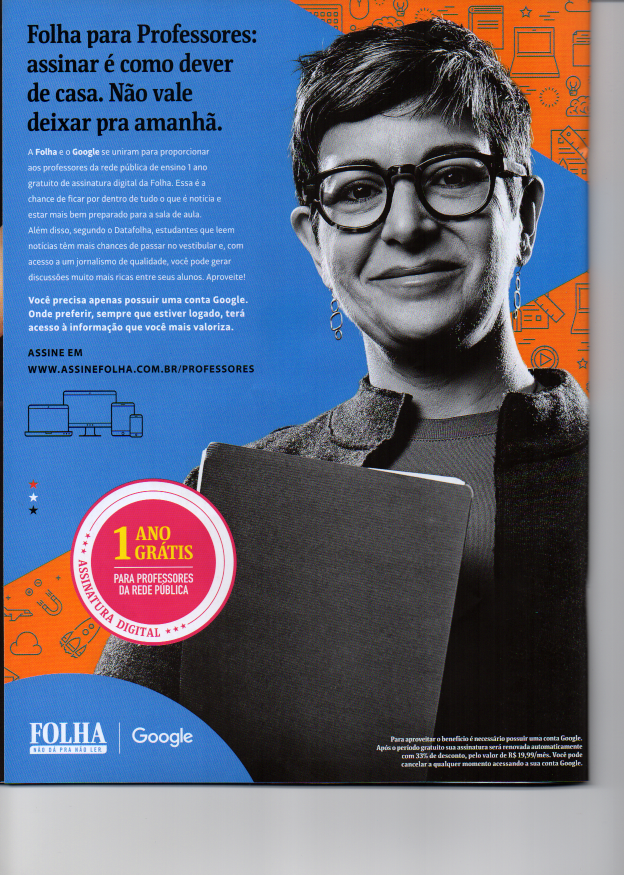 Folha para Professores:
assinar é como dever
de casa. Não vale
deixar pra amanhã.
A Folha e o Google se uniram para proporcionar
aos professores da rede pública de ensino 1 ano
gratuito de assinatura digital da Folha. Essa é a
chance de ficar por dentro de tudo o que é notícia e
estar mais bem preparado para a sala de aula.
Além disso, segundo o Datafolha, estudantes que leem
notícias têm mais chances de passar no vestibular e, com
acesso a um jornalismo de qualidade, você pode gerar
discussões muito mais ricas entre seus alunos. Aproveite!
Você precisa apenas possuir uma conta Google.
Onde preferir, sempre que estiver logado, terá
acesso à informação que você mais valoriza.
ASSINE EM
WWW.ASSINEFOLHA.COM.BR/PROFESSORES
1 ANO
GRÁTIS
PARA PROFESSORES
DA REDE PÚBLICA
ASSINATURA DIGITAL
FOLHA
NÃO DÁ PRA NÃO LER
Google
Para aproveitar o benefício é necessário possuir uma conta Google.
Após o período gratuito sua assinatura será renovada automaticamente
com 33% de desconto, pelo valor de R$ 19,99/mês. Você pode
cancelar a qualquer momento acessando a sua conta Google.